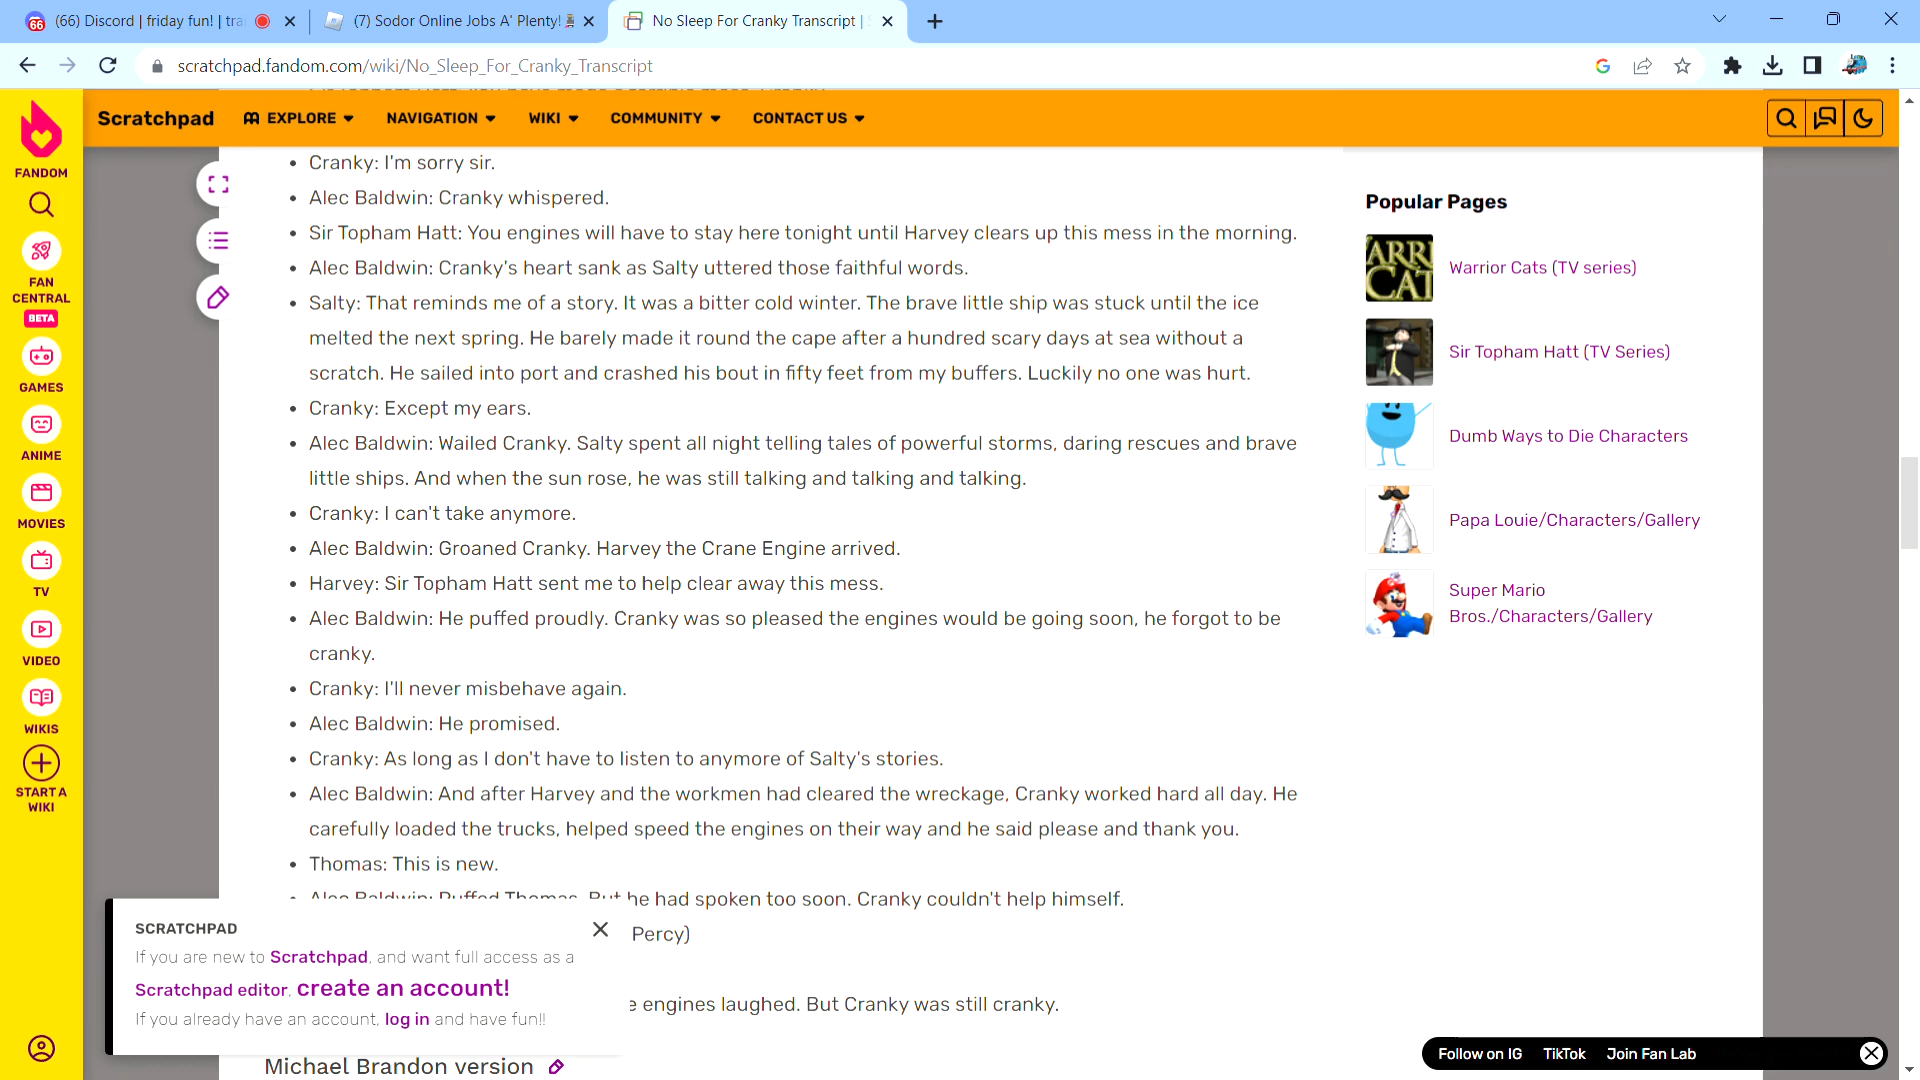 (66) Discord | friday fun! | tra
(7) Sodor Online Jobs A' Plenty!
No Sleep For Cranky Transcript |
scratchpad.fandom.com/wiki/No_Sleep_For_Cranky_Transcript
Scratchpad
EXPLORE
NAVIGATION
WIKI
COMMUNITY
CONTACT US
FANDOM
FAN
CENTRAL
BETA
GAMES
ANIME
MOVIES
TV
VIDEO
WIKIS
START A
WIKI
Cranky: I'm sorry sir.
Alec Baldwin: Cranky whispered.
Sir Topham Hatt: You engines will have to stay here tonight until Harvey clears up this mess in the morning.
Alec Baldwin: Cranky's heart sank as Salty uttered those faithful words.
Salty: That reminds me of a story. It was a bitter cold winter. The brave little ship was stuck until the ice
melted the next spring. He barely made it round the cape after a hundred scary days at sea without a
scratch. He sailed into port and crashed his bout in fifty feet from my buffers. Luckily no one was hurt.
Cranky: Except my ears.
Alec Baldwin: Wailed Cranky. Salty spent all night telling tales of powerful storms, daring rescues and brave
little ships. And when the sun rose, he was still talking and talking and talking.
Cranky: I can't take anymore.
Alec Baldwin: Groaned Cranky. Harvey the Crane Engine arrived.
Harvey: Sir Topham Hatt sent me to help clear away this mess.
Alec Baldwin: He puffed proudly. Cranky was so pleased the engines would be going soon, he forgot to be
cranky.
Cranky: I'll never misbehave again.
Alec Baldwin: He promised.
Cranky: As long as I don't have to listen to anymore of Salty's stories.
Alec Baldwin: And after Harvey and the workmen had cleared the wreckage, Cranky worked hard all day. He
carefully loaded the trucks, helped speed the engines on their way and he said please and thank you.
Thomas: This is new.
Alec Baldwin: Puffed Thomas. But he had spoken too soon. Cranky couldn't help himself.
Percy)
e engines laughed. But Cranky was still cranky.
Michael Brandon version
SCRATCHPAD
If you are new to Scratchpad, and want full access as a
Scratchpad editor, create an account!
If you already have an account, log in and have fun!!
Popular Pages
WARRI
CAT
Warrior Cats (TV series)
Sir Topham Hatt (TV Series)
Dumb Ways to Die Characters
Papa Louie/Characters/Gallery
Super Mario
Bros./Characters/Gallery
Follow on IG
TikTok
Join Fan Lab